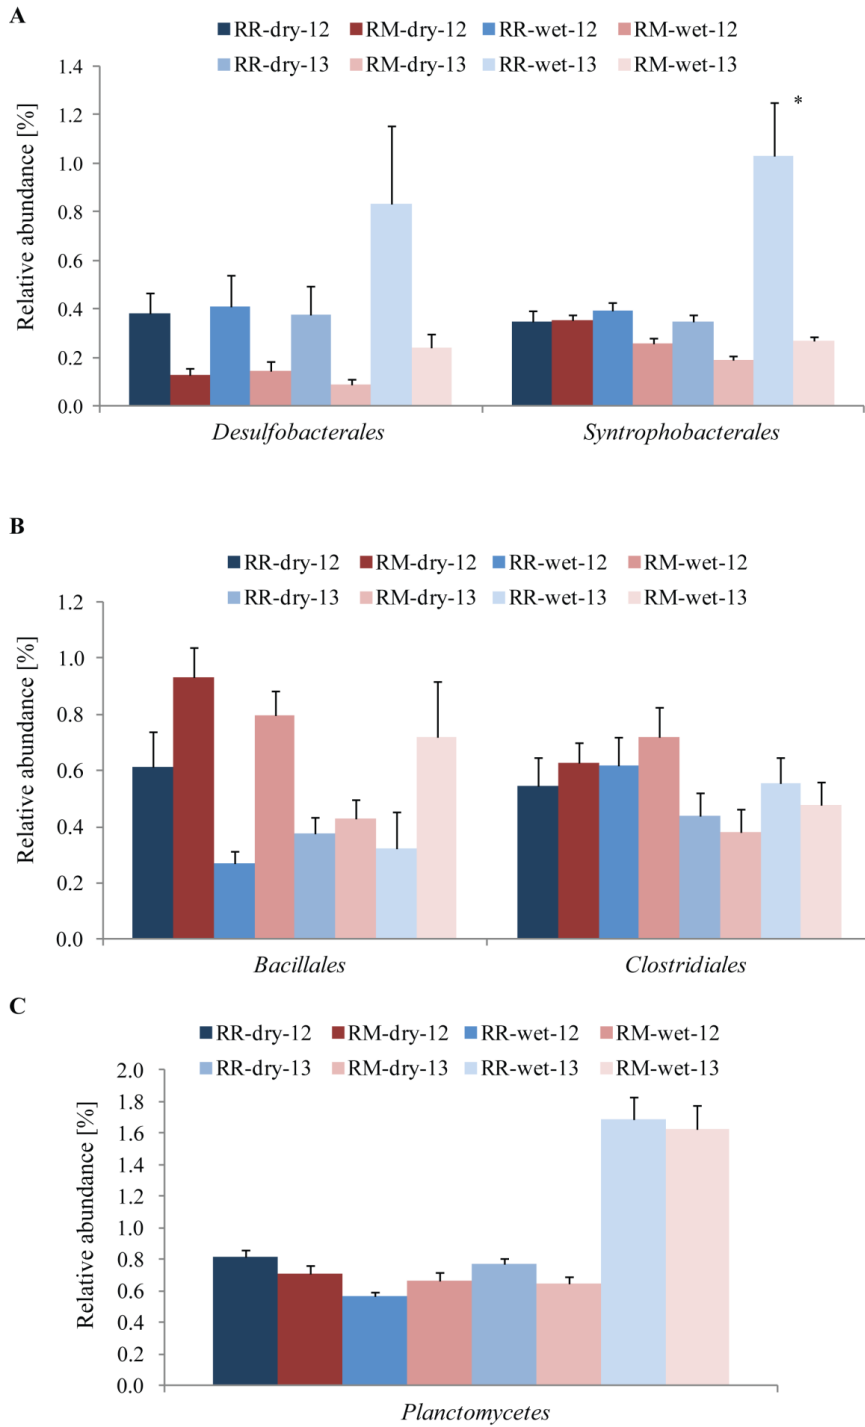 A
RR-dry-12 RM-dry-12 RR-wet-12 RM-wet-12
RR-dry-13 RM-dry-13 RR-wet-13 RM-wet-13
Relative abundance [%]
1.4
1.2
1.0
0.8
0.6
0.4
0.2
0.0
*
Desulfobacterales Syntrophobacterales
B
RR-dry-12 RM-dry-12 RR-wet-12 RM-wet-12
RR-dry-13 RM-dry-13 RR-wet-13 RM-wet-13
Relative abundance [%]
1.2
1.0
0.8
0.6
0.4
0.2
0.0
Bacillales Clostridiales
C
RR-dry-12 RM-dry-12 RR-wet-12 RM-wet-12
RR-dry-13 RM-dry-13 RR-wet-13 RM-wet-13
Relative abundance [%]
2.0
1.8
1.6
1.4
1.2
1.0
0.8
0.6
0.4
0.2
0.0
Planctomycetes